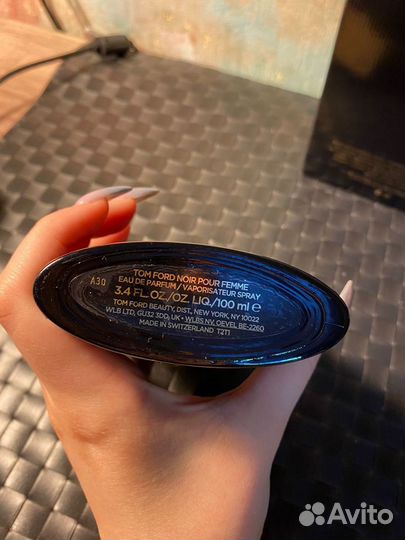 TOM FORD NOIR POUR FEMME
EAU DE PARFUM / VAPORISATEUR SPRAY
A30
3.4 FL.OZ./OZ. LIQ./100 ml ℮
TOM FORD BEAUTY, DIST., NEW YORK, NY 10022
WLB LTD, GU32 3DD, UK • WLBS NV, OEVEL BE-2260
MADE IN SWITZERLAND T2T1
Avito